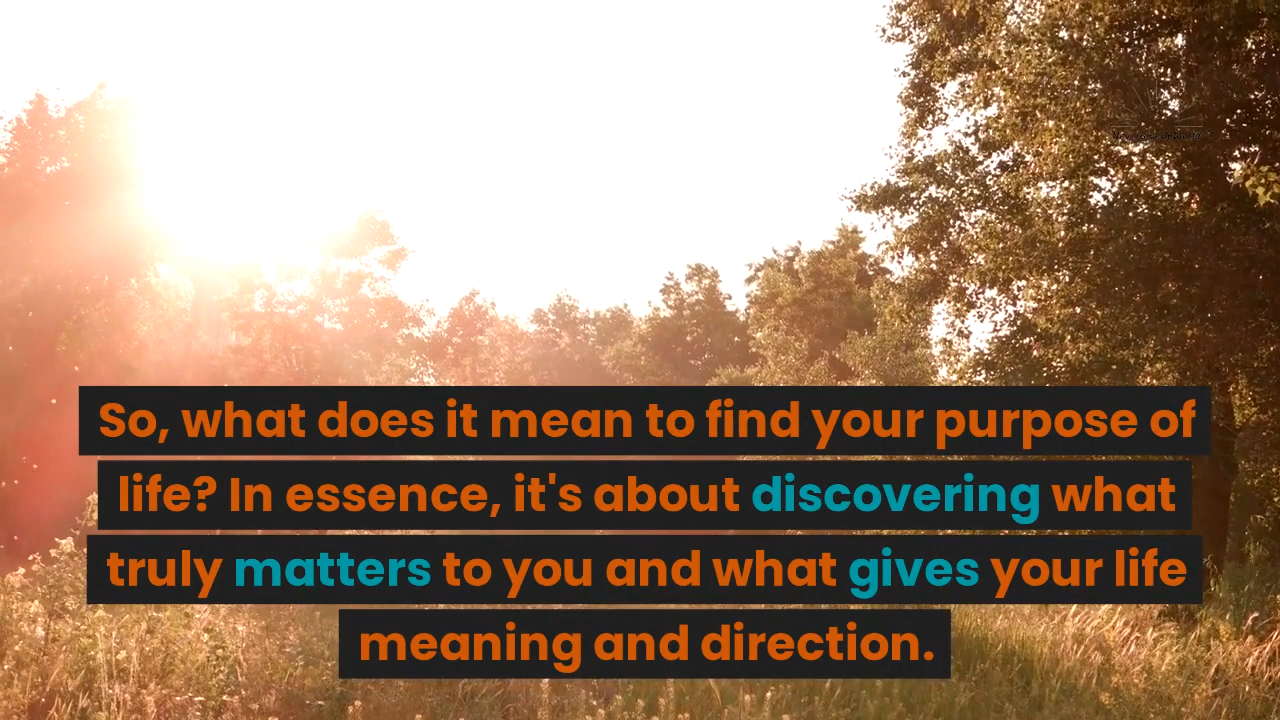 So, what does it mean to find your purpose of
life? In essence, it's about discovering what
truly matters to you and what gives your life
meaning and direction.